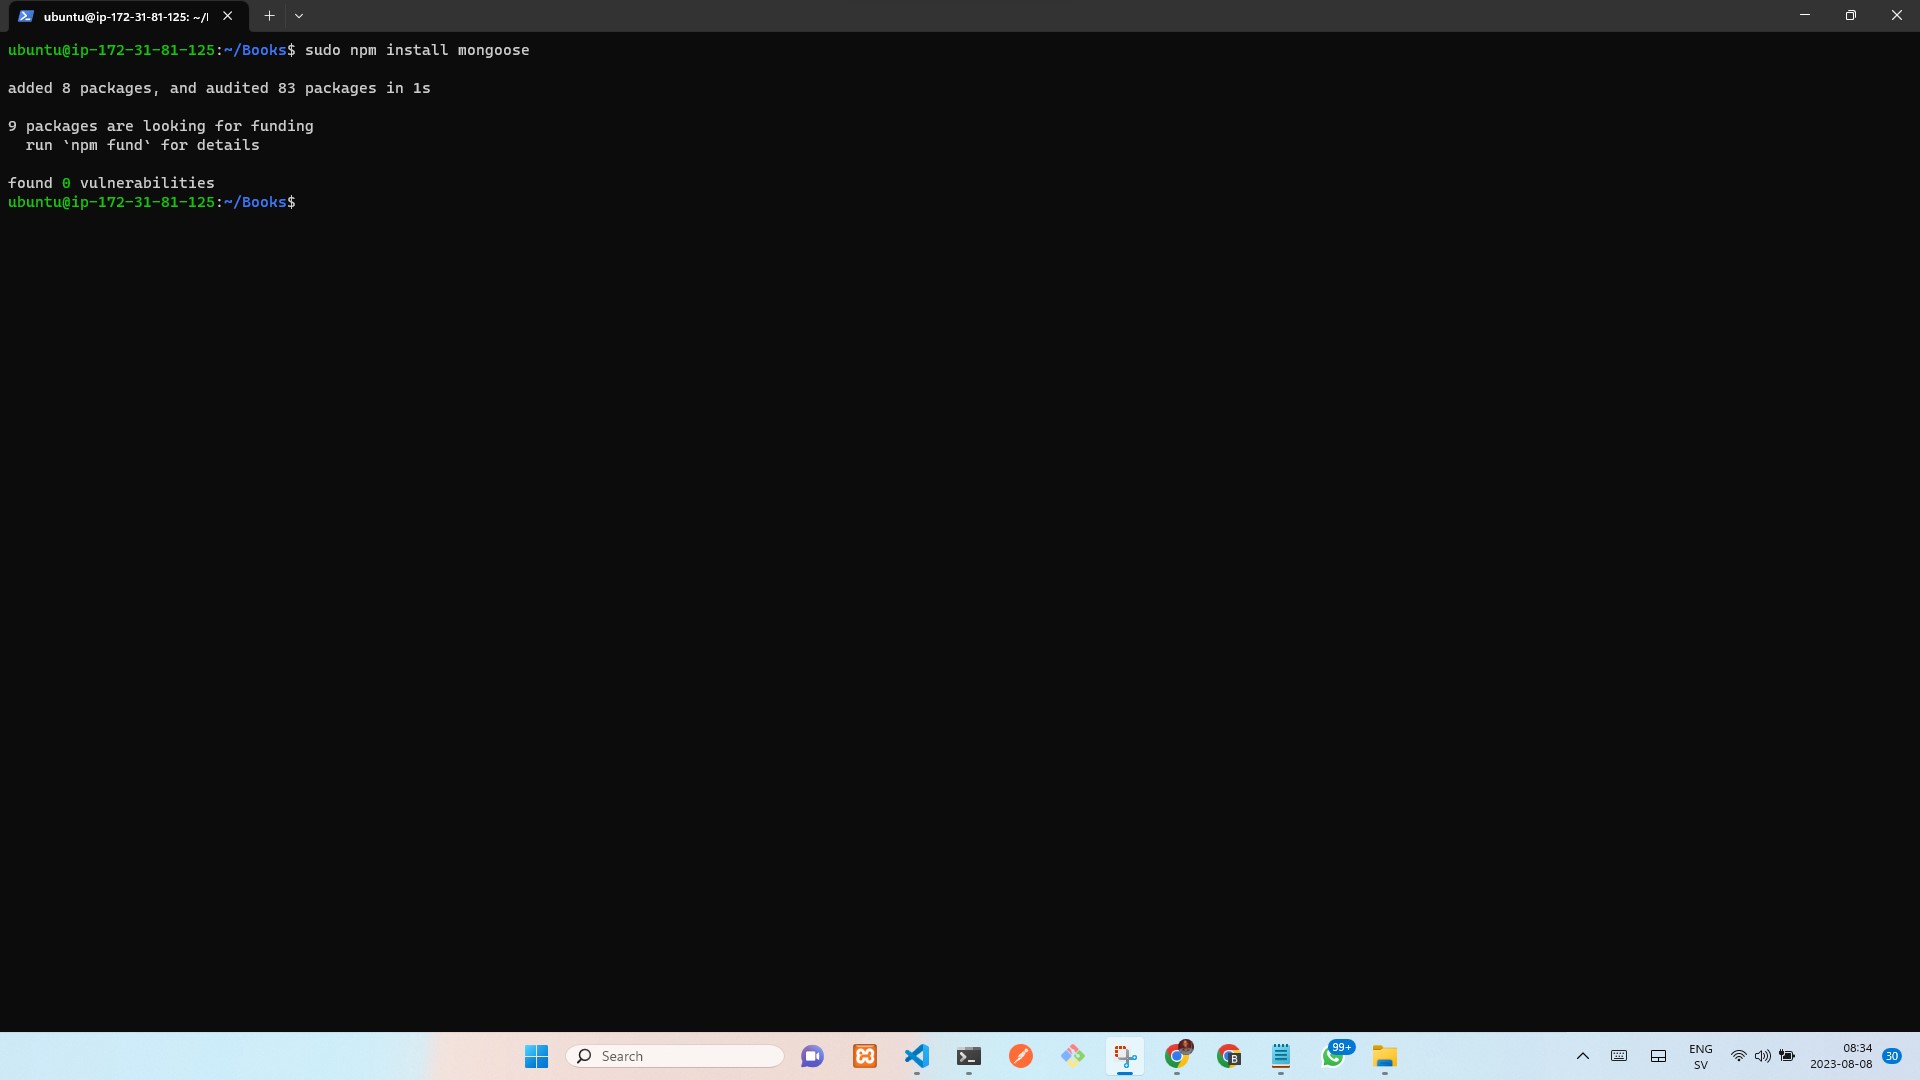 ubuntu@ip-172-31-81-125: ~/
ubuntu@ip-172-31-81-125:~/Books$ sudo npm install mongoose
added 8 packages, and audited 83 packages in 1s
9 packages are looking for funding
run `npm fund` for details
found 0 vulnerabilities
ubuntu@ip-172-31-81-125:~/Books$
Search
B
99+
ENG
SV
08:34
2023-08-08
30